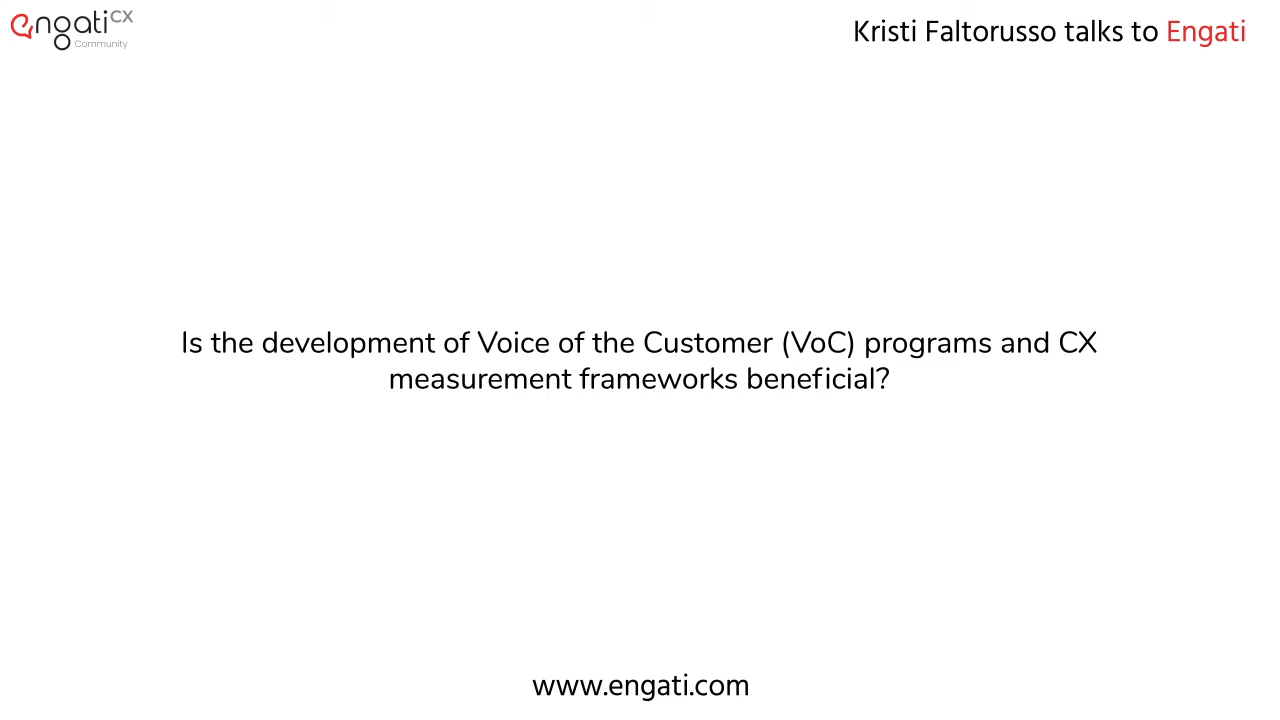 engati CX
Community
Kristi Faltorusso talks to Engati
Is the development of Voice of the Customer (VoC) programs and CX
measurement frameworks beneficial?
www.engati.com